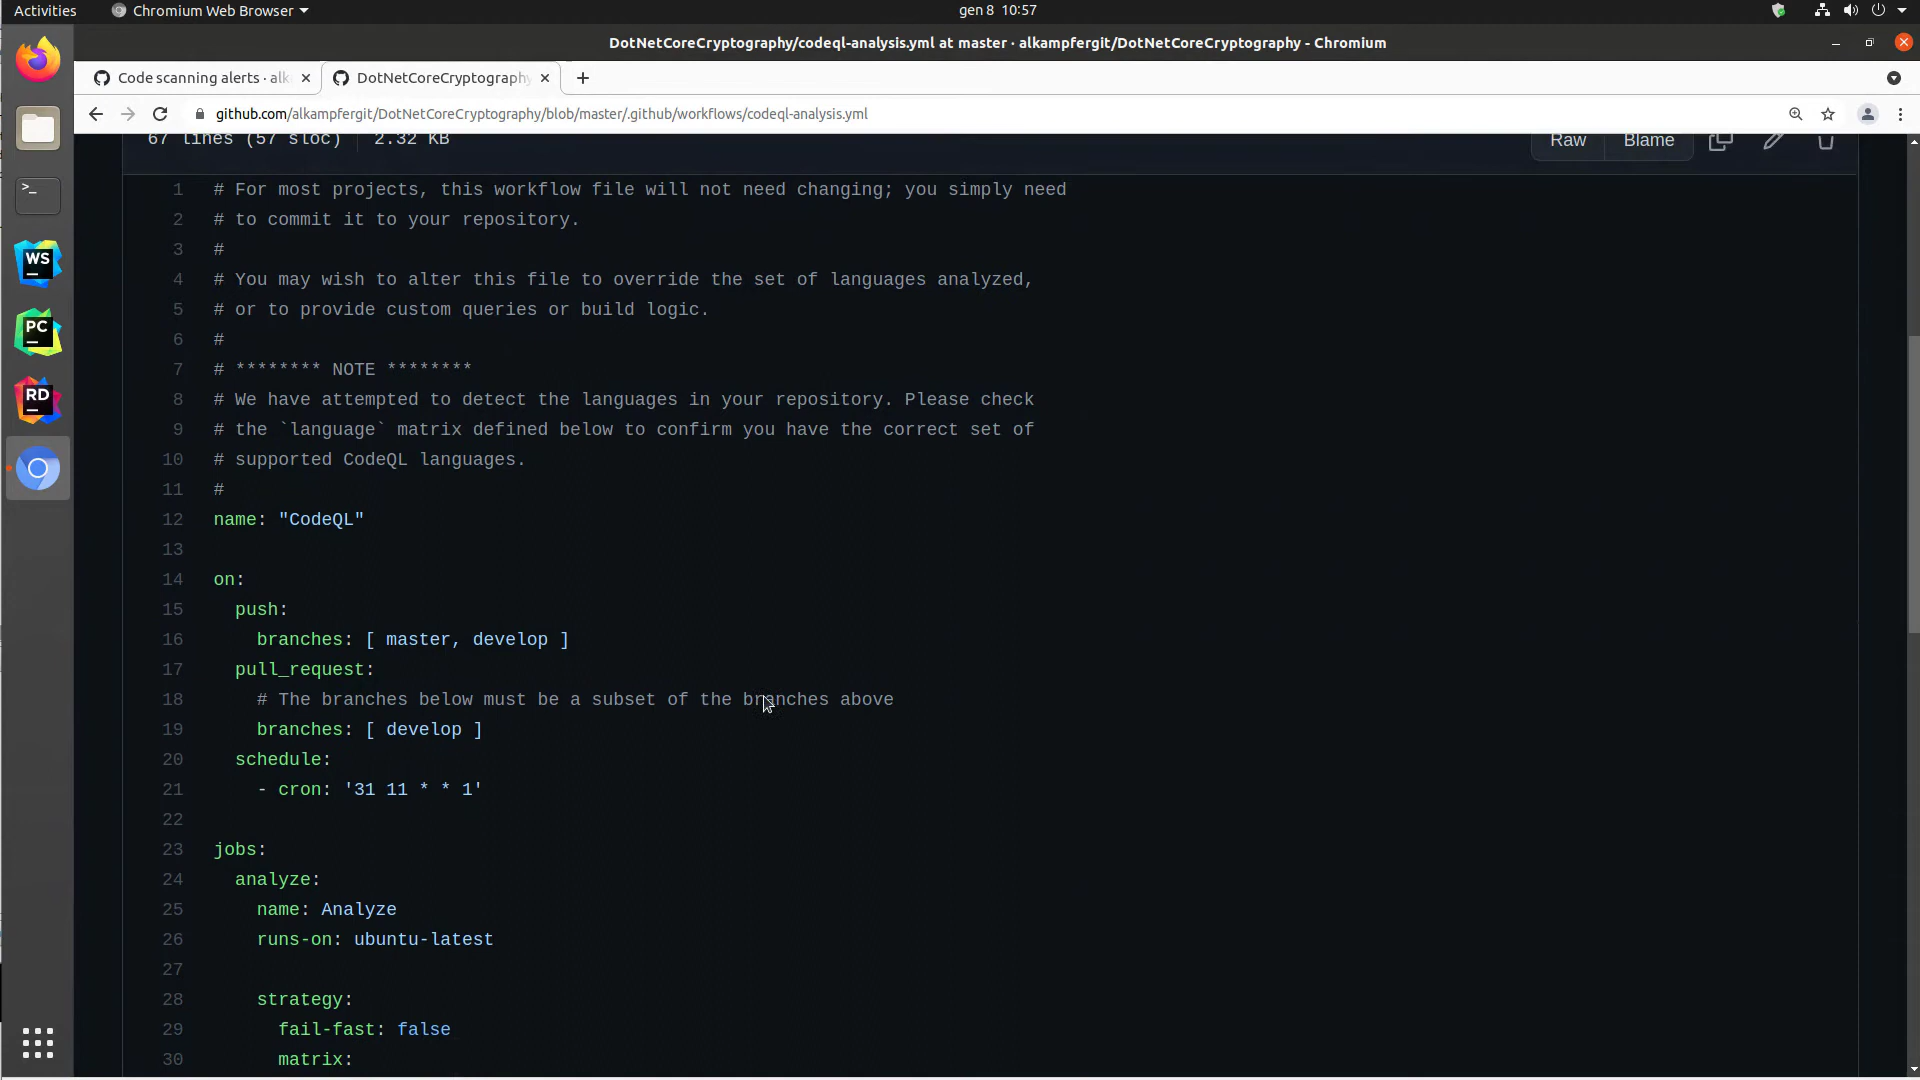 Activities
Chromium Web Browser
gen 8 10:57
DotNetCoreCryptography/codeql-analysis.yml at master · alkampfergit/DotNetCoreCryptography - Chromium
Code scanning alerts · alk
DotNetCoreCryptography
github.com/alkampfergit/DotNetCoreCryptography/blob/master/.github/workflows/codeql-analysis.yml
67 lines (57 sloc) 2.32 KB
Raw
Blame
1 # For most projects, this workflow file will not need changing; you simply need
2 # to commit it to your repository.
3 #
4 # You may wish to alter this file to override the set of languages analyzed,
5 # or to provide custom queries or build logic.
6 #
7 # ******** NOTE ********
8 # We have attempted to detect the languages in your repository. Please check
9 # the `language` matrix defined below to confirm you have the correct set of
10 # supported CodeQL languages.
11 #
12 name: "CodeQL"
13
14 on:
15 push:
16 branches: [ master, develop ]
17 pull_request:
18 # The branches below must be a subset of the branches above
19 branches: [ develop ]
20 schedule:
21 - cron: '31 11 * * 1'
22
23 jobs:
24 analyze:
25 name: Analyze
26 runs-on: ubuntu-latest
27
28 strategy:
29 fail-fast: false
30 matrix:
WS
PC
RD